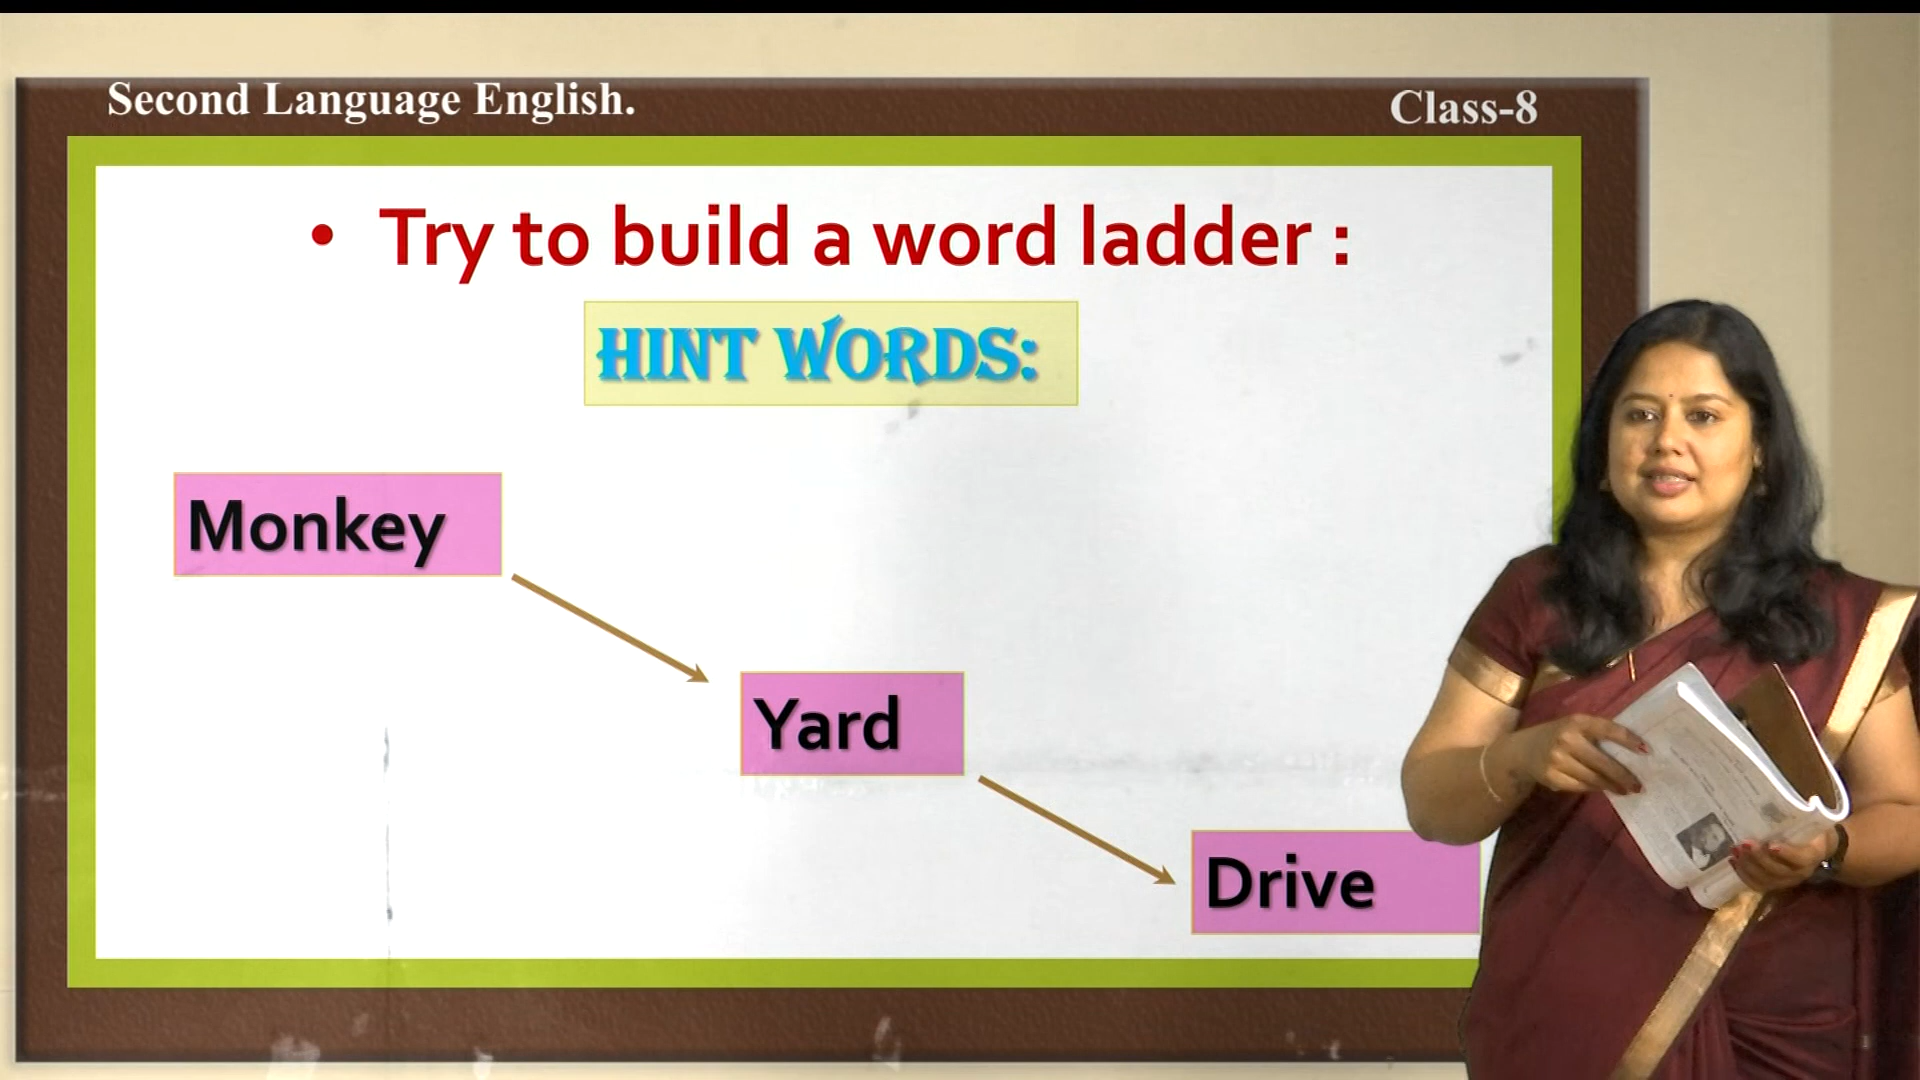 Second Language English.
Class-8
• Try to build a word ladder :
HINT WORDS:
Monkey
Yard
Drive